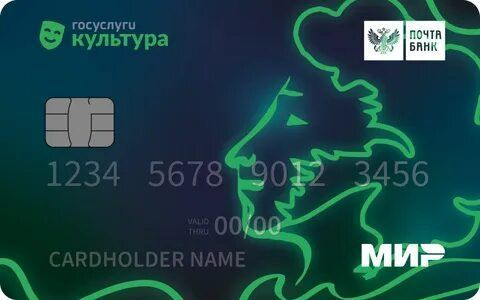 госуслуги
культура
ПОЧТА
БАНК
1234 5678 9012 3456
VALID
THRU 00/00
CARDHOLDER NAME
МИР